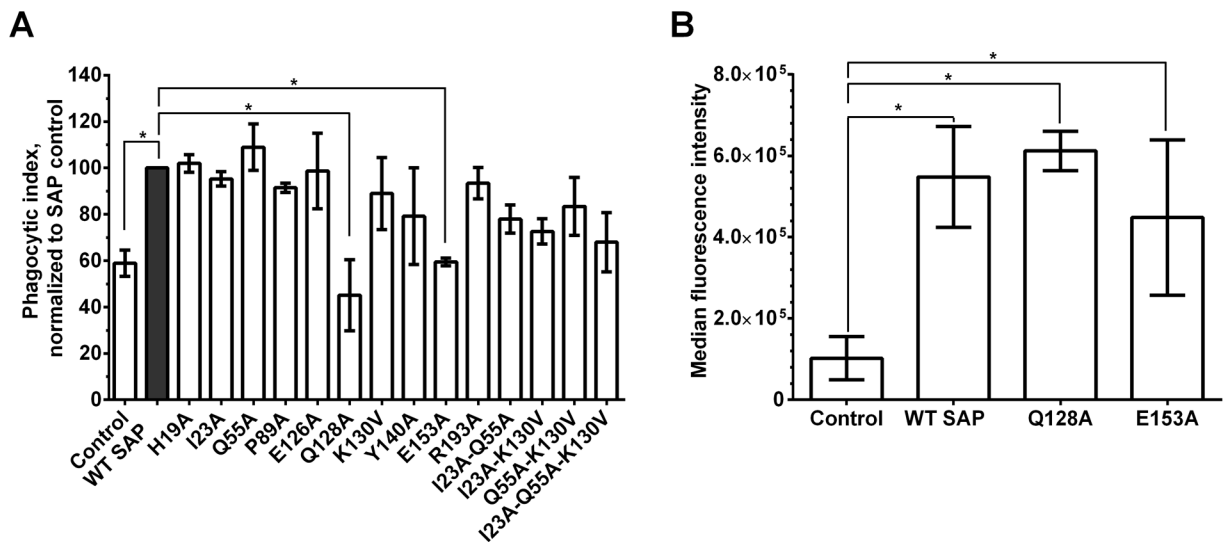 A
Phagocytic index,
normalized to SAP control
140
120
100
80
60
40
20
0
*
*
*
Control
WT SAP
H19A
I23A
Q55A
P89A
E126A
Q128A
K130V
Y140A
E153A
R193A
I23A-Q55A
I23A-K130V
Q55A-K130V
I23A-Q55A-K130V
B
Median fluorescence intensity
8.0×10⁵
6.0×10⁵
4.0×10⁵
2.0×10⁵
0
*
*
*
Control
WT SAP
Q128A
E153A